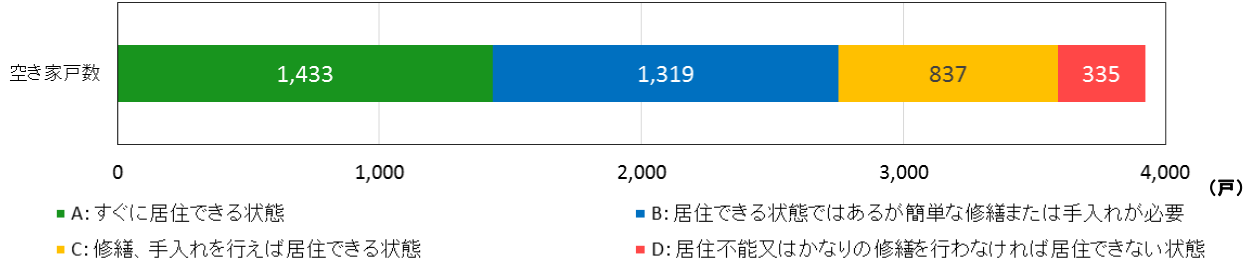 空き家戸数
1,433 1,319 837 335
0 1,000 2,000 3,000 4,000
(戸)
A: すぐに居住できる状態
B: 居住できる状態ではあるが簡単な修繕または手入れが必要
C: 修繕、手入れを行えば居住できる状態
D: 居住不能又はかなりの修繕を行わなければ居住できない状態